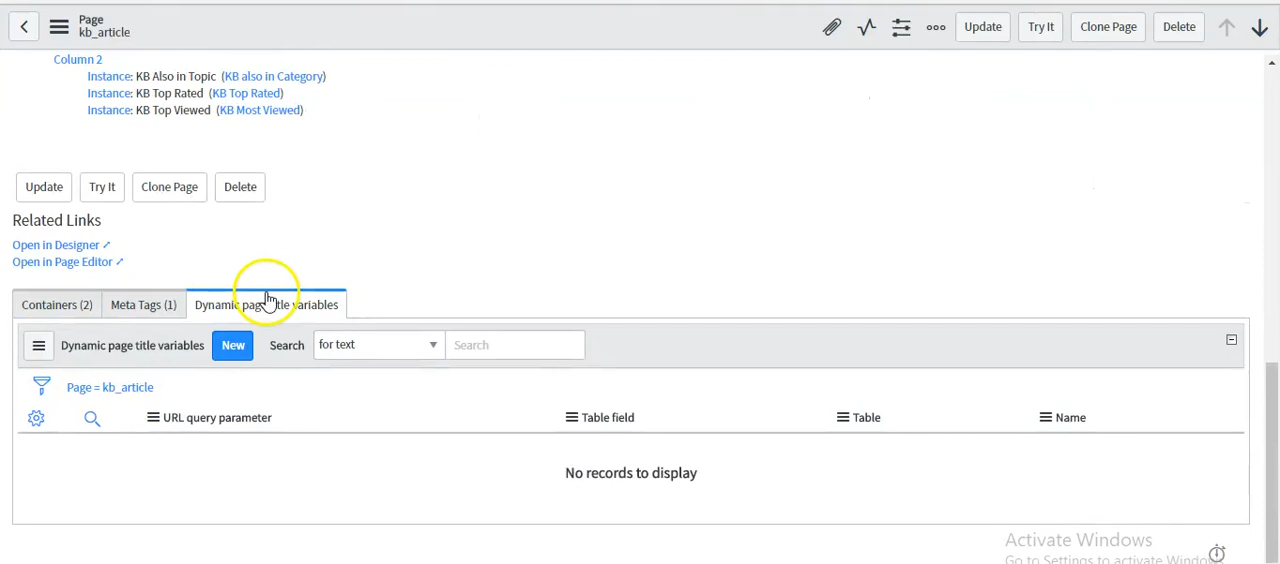 Page
kb_article
Update Try It Clone Page Delete
Column 2
Instance: KB Also in Topic (KB also in Category)
Instance: KB Top Rated (KB Top Rated)
Instance: KB Top Viewed (KB Most Viewed)
Update Try It Clone Page Delete
Related Links
Open in Designer
Open in Page Editor
Containers (2) Meta Tags (1) Dynamic page title variables
Dynamic page title variables New Search for text Search
Page = kb_article
URL query parameter Table field Table Name
No records to display
Activate Windows
Go to Settings to activate Windows.